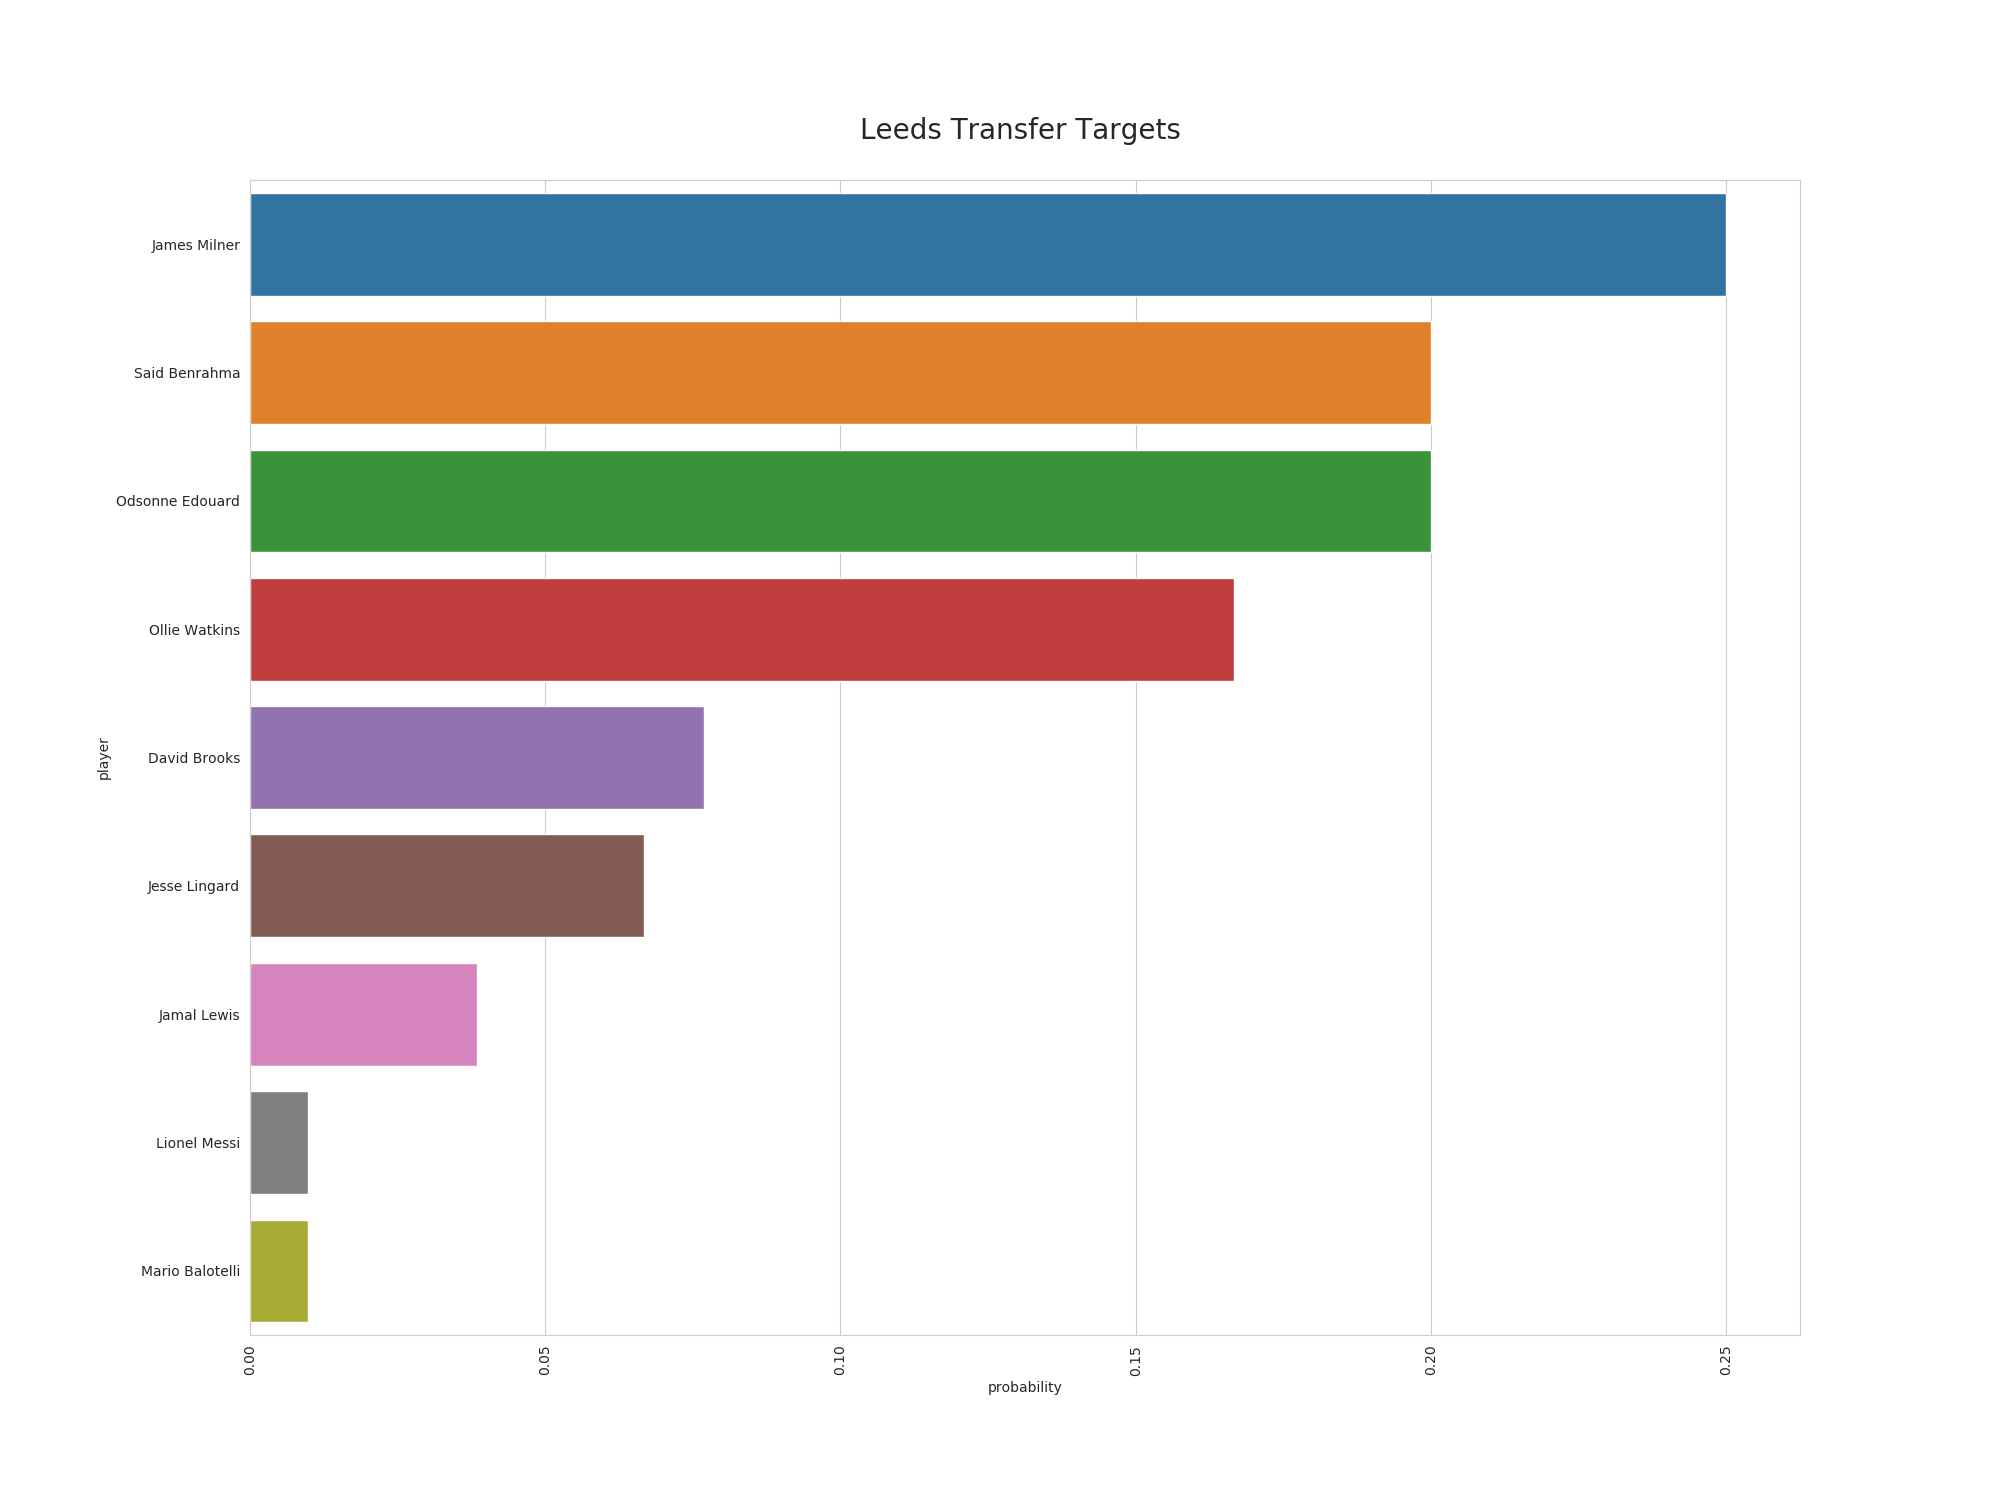 Leeds Transfer Targets
James Milner
Said Benrahma
Odsonne Edouard
Ollie Watkins
David Brooks
Jesse Lingard
Jamal Lewis
Lionel Messi
Mario Balotelli
player
0.00
0.05
0.10
0.15
0.20
0.25
probability